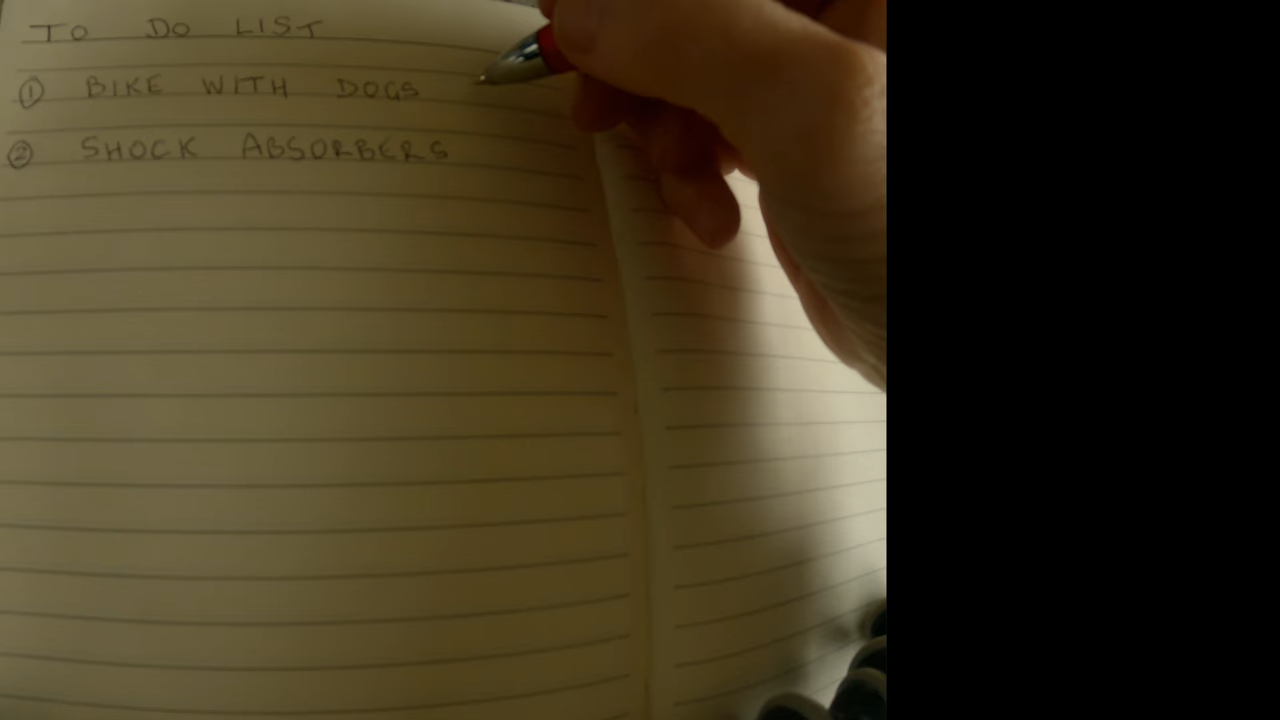 TO DO LIST
① BIKE WITH DOGS
② SHOCK ABSORBERS